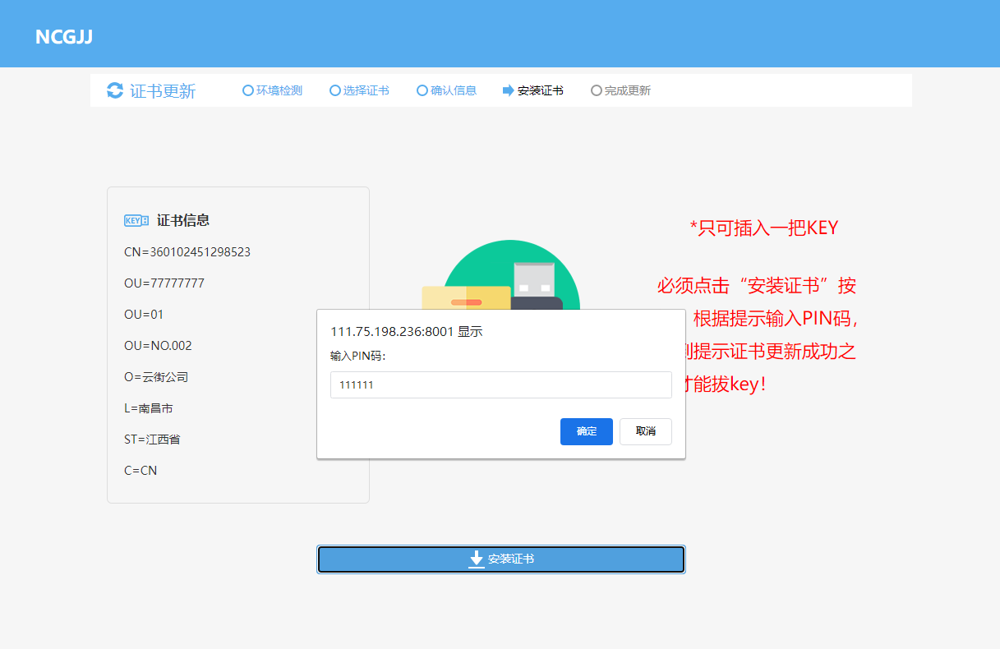 NCGJJ
证书更新
环境检测
选择证书
确认信息
安装证书
完成更新
KEY
证书信息
CN=360102451298523
OU=77777777
OU=01
OU=NO.002
O=云街公司
L=南昌市
ST=江西省
C=CN
*只可插入一把KEY
必须点击“安装证书”按
根据提示输入PIN码,
提示证书更新成功之
能拔key!
111.75.198.236:8001 显示
输入PIN码:
111111
确定
取消
安装证书